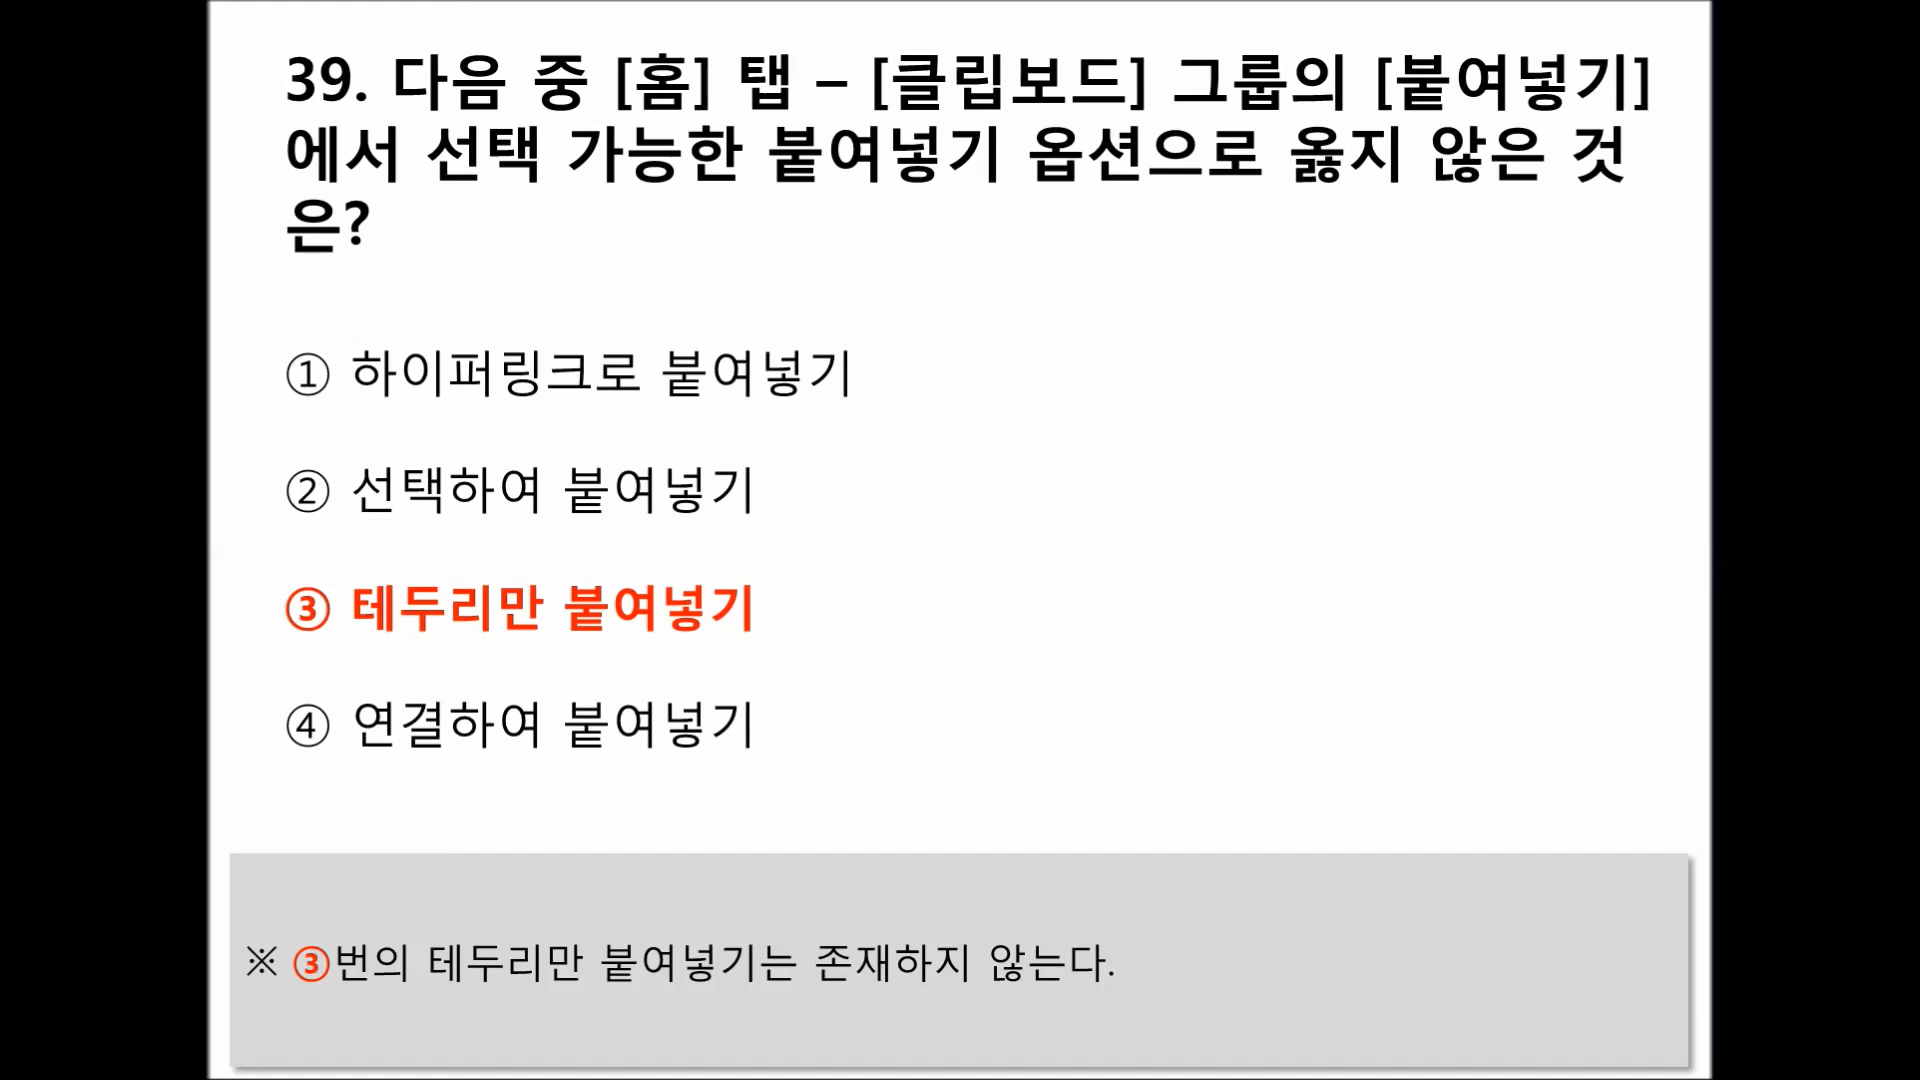 39. 다음 중 [홈] 탭 – [클립보드] 그룹의 [붙여넣기]
에서 선택 가능한 붙여넣기 옵션으로 옳지 않은 것
은?
① 하이퍼링크로 붙여넣기
② 선택하여 붙여넣기
③ 테두리만 붙여넣기
④ 연결하여 붙여넣기
※ ③번의 테두리만 붙여넣기는 존재하지 않는다.